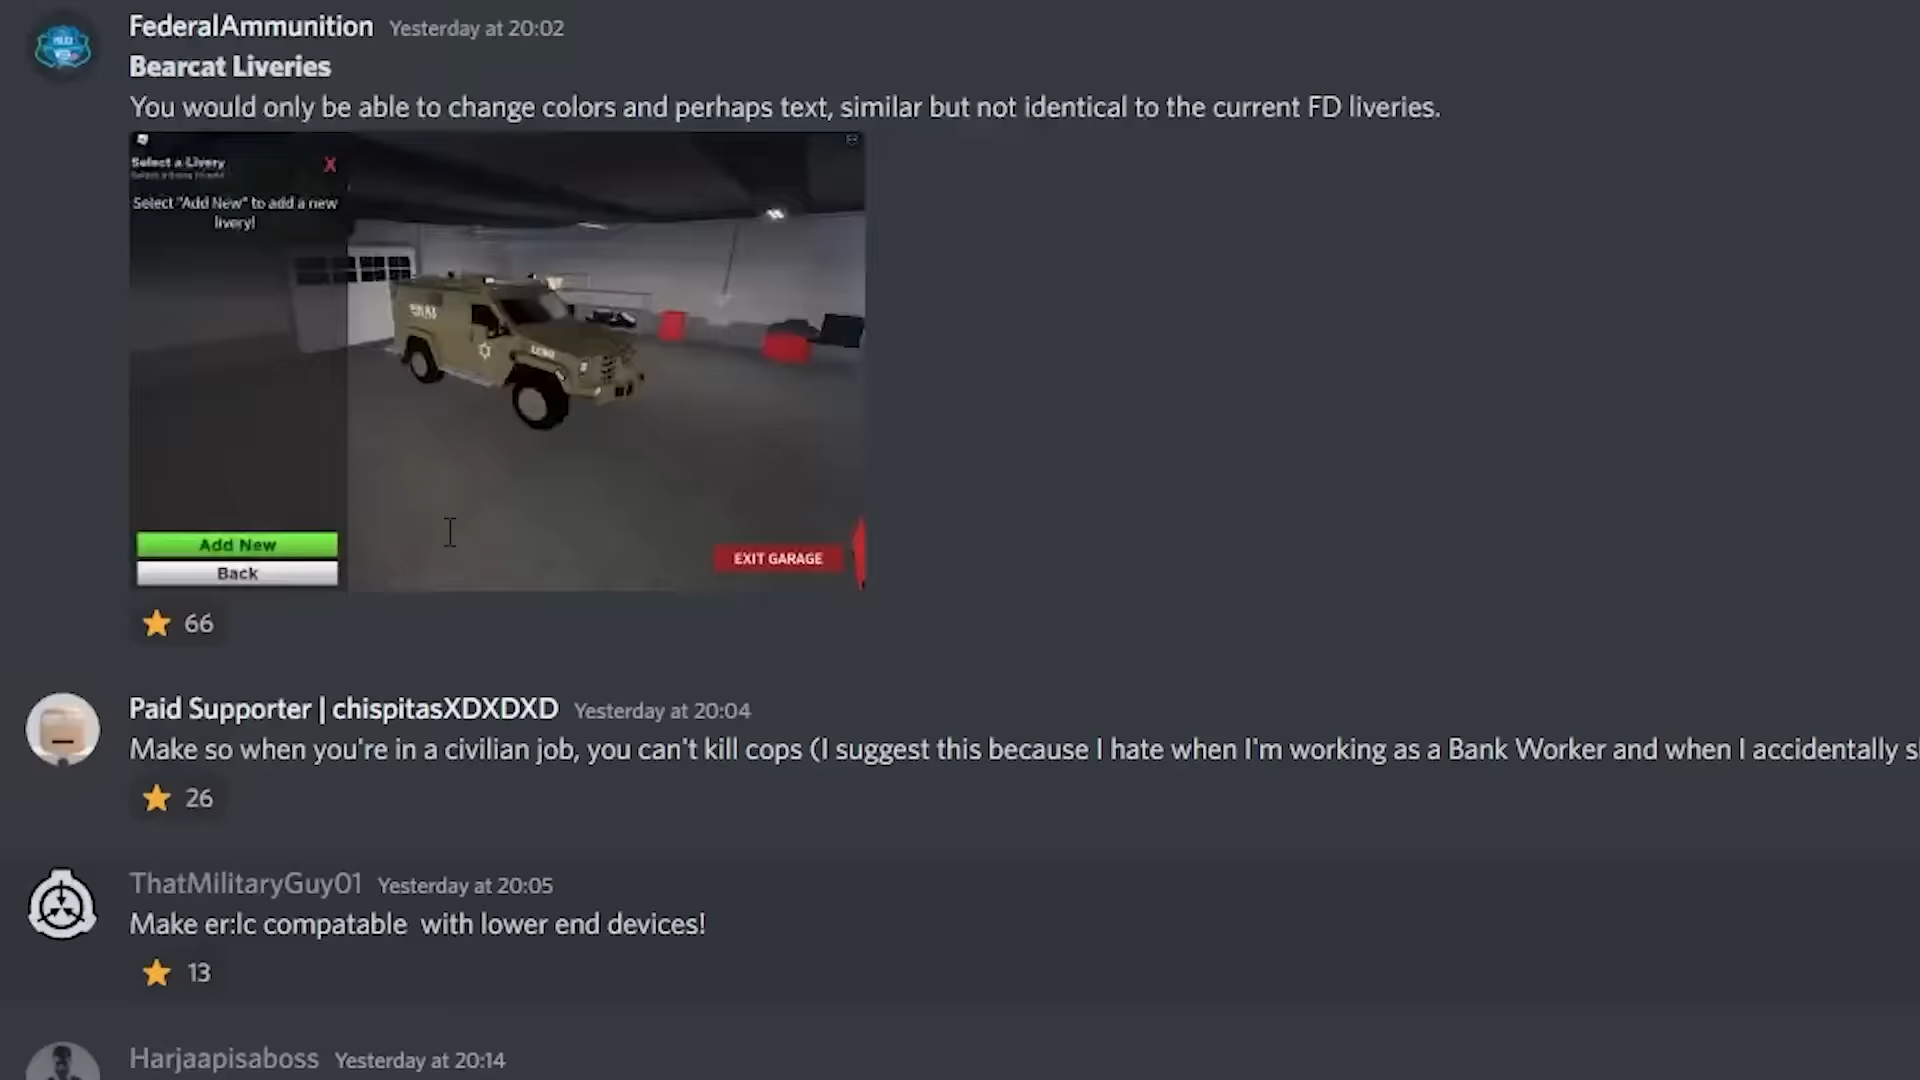 FederalAmmunition Yesterday at 20:02
Bearcat Liveries
You would only be able to change colors and perhaps text, similar but not identical to the current FD liveries.
Select a Livery
X
Select "Add New" to add a new
livery!
Add New
Back
EXIT GARAGE
66
Paid Supporter | chispitasXDXDXD Yesterday at 20:04
Make so when you're in a civilian job, you can't kill cops (I suggest this because I hate when I'm working as a Bank Worker and when I accidentally
26
ThatMilitaryGuy01 Yesterday at 20:05
Make er:lc compatable with lower end devices!
13
Harjaapisaboss Yesterday at 20:14